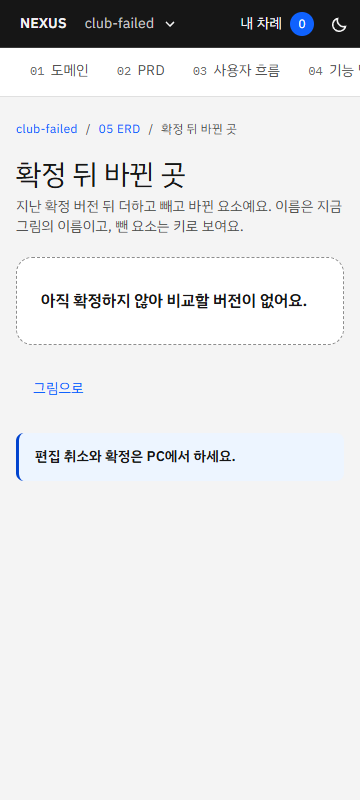 NEXUS club-failed 내 차례 0
01 도메인 02 PRD 03 사용자 흐름 04 기능
club-failed / 05 ERD / 확정 뒤 바뀐 곳
확정 뒤 바뀐 곳
지난 확정 버전 뒤 더하고 빼고 바뀐 요소예요. 이름은 지금
그림의 이름이고, 뺀 요소는 키로 보여요.
아직 확정하지 않아 비교할 버전이 없어요.
그림으로
편집 취소와 확정은 PC에서 하세요.